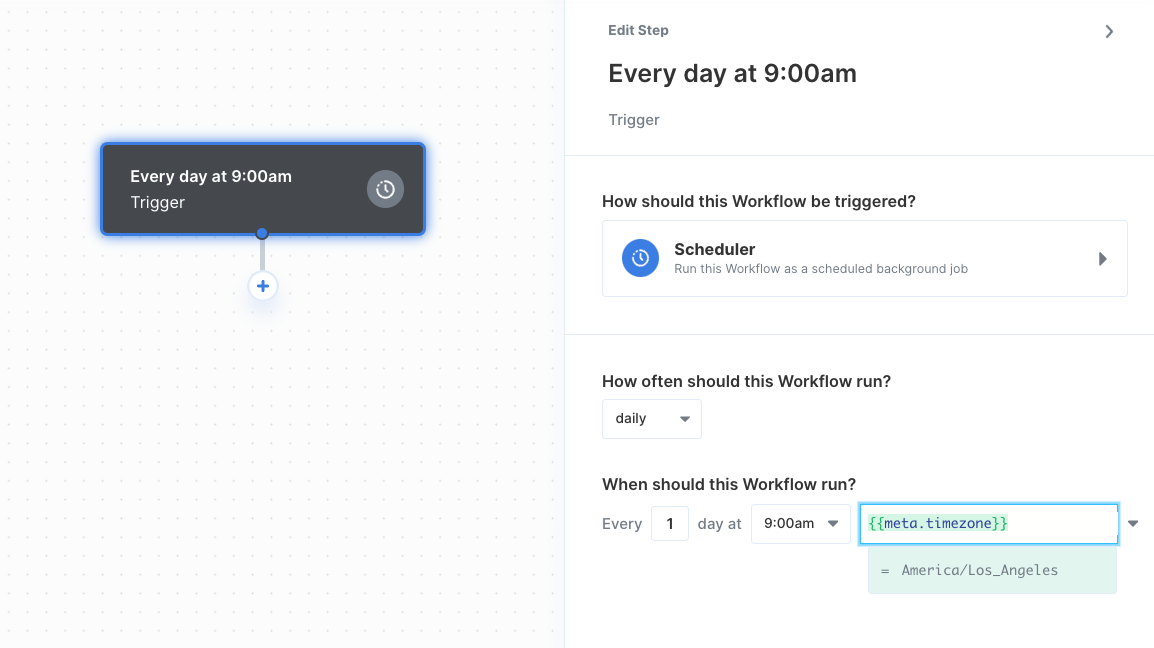 Every day at 9:00am
Trigger
Edit Step
Every day at 9:00am
Trigger
How should this Workflow be triggered?
Scheduler
Run this Workflow as a scheduled background job
How often should this Workflow run?
daily
When should this Workflow run?
Every 1 day at 9:00am {{meta.timezone}}
= America/Los_Angeles